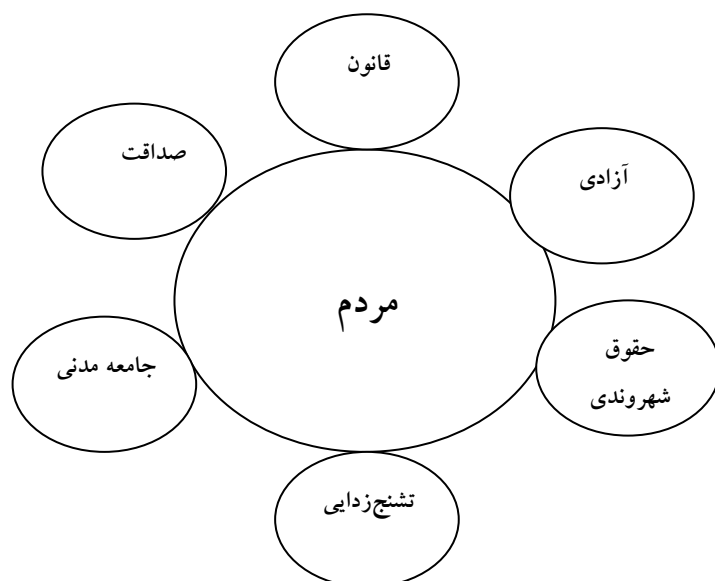 قانون
صداقت
آزادی
مردم
حقوق
شهروندی
جامعه مدنی
تشنج‌زدایی